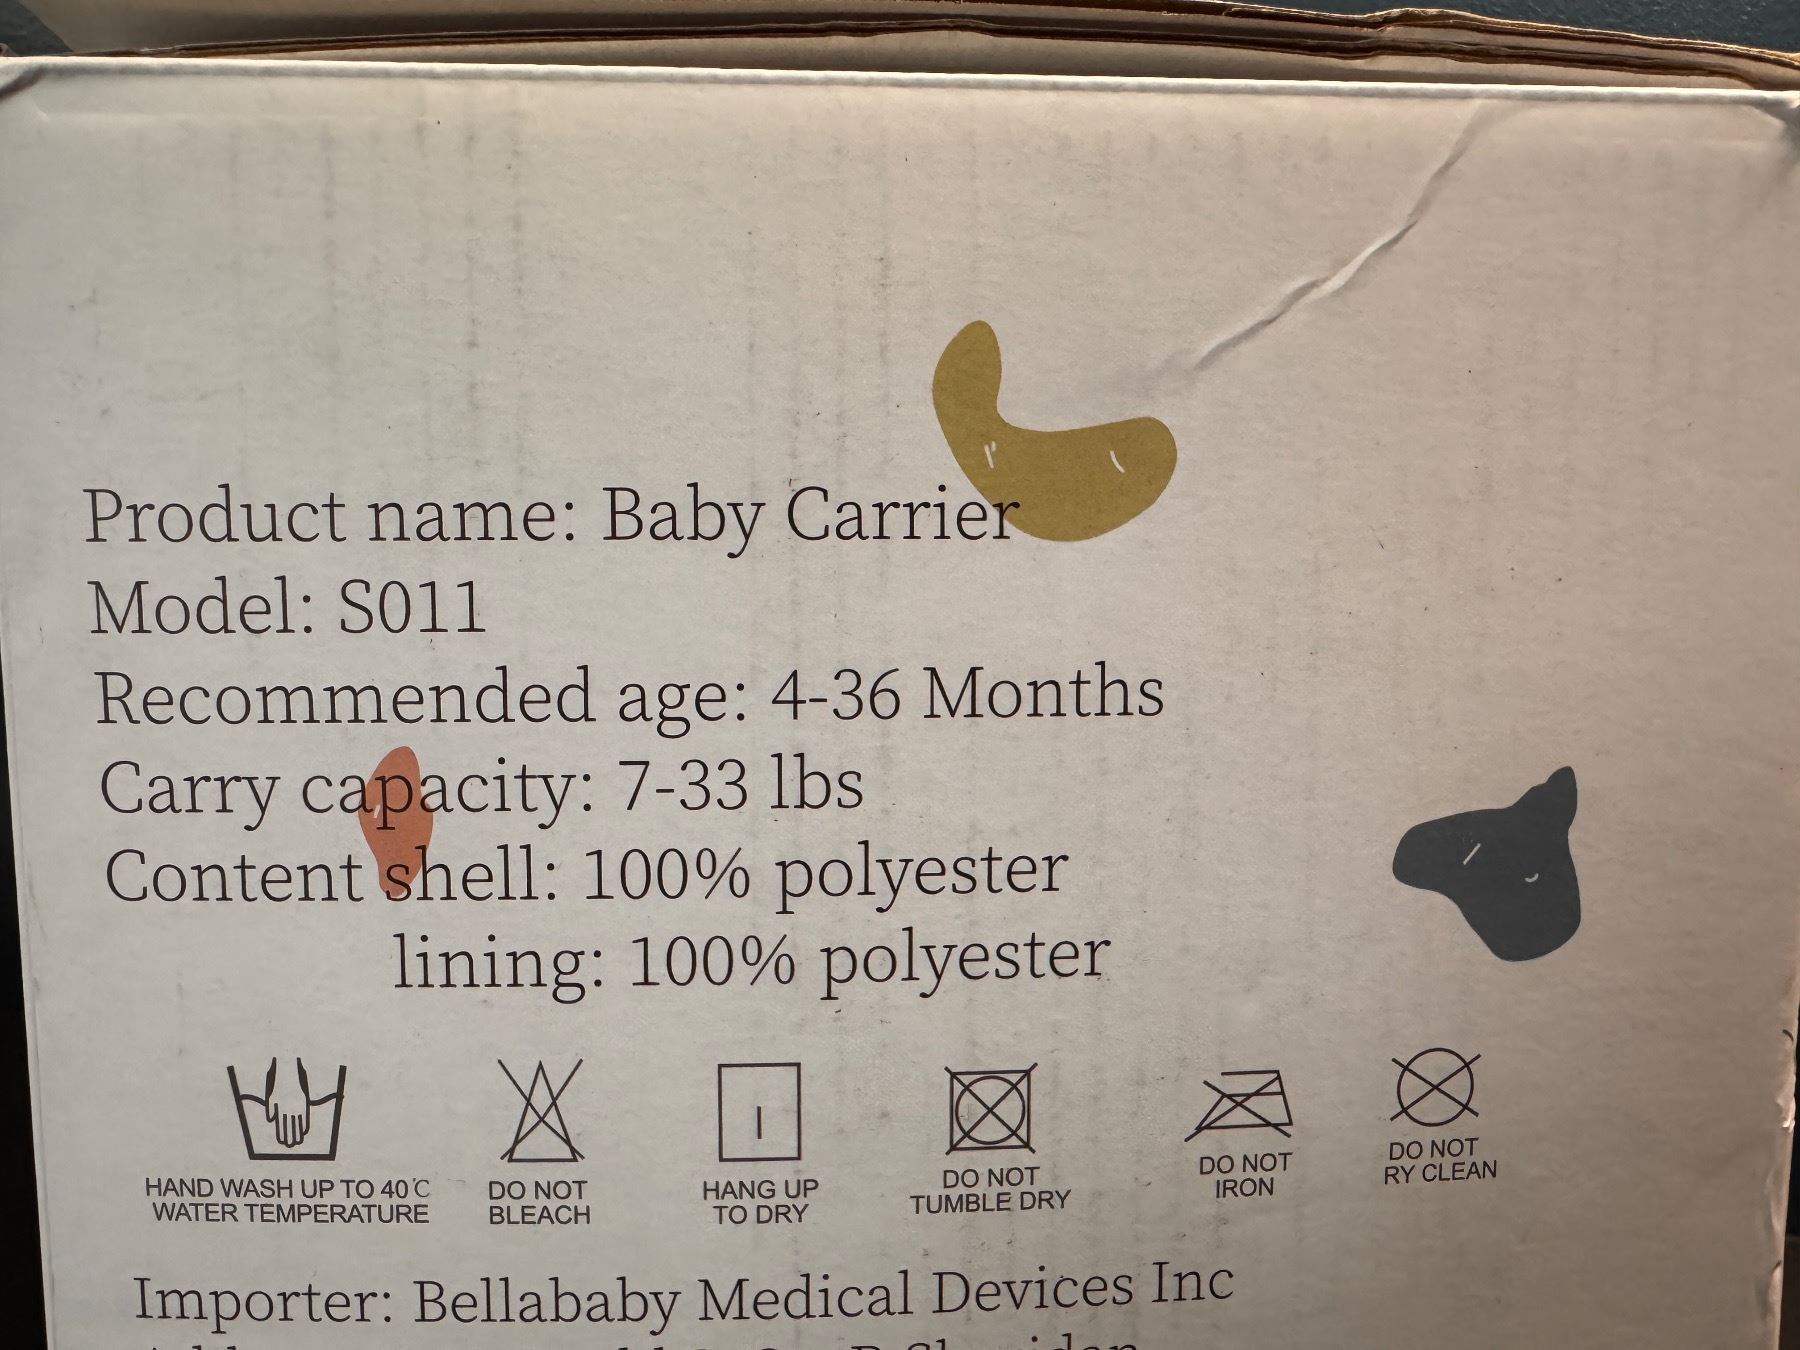 Product name: Baby Carrier
Model: S011
Recommended age: 4-36 Months
Carry capacity: 7-33 lbs
Content shell: 100% polyester
lining: 100% polyester
HAND WASH UP TO 40℃
WATER TEMPERATURE
DO NOT
BLEACH
HANG UP
TO DRY
DO NOT
TUMBLE DRY
DO NOT
IRON
DO NOT
RY CLEAN
Importer: Bellababy Medical Devices Inc